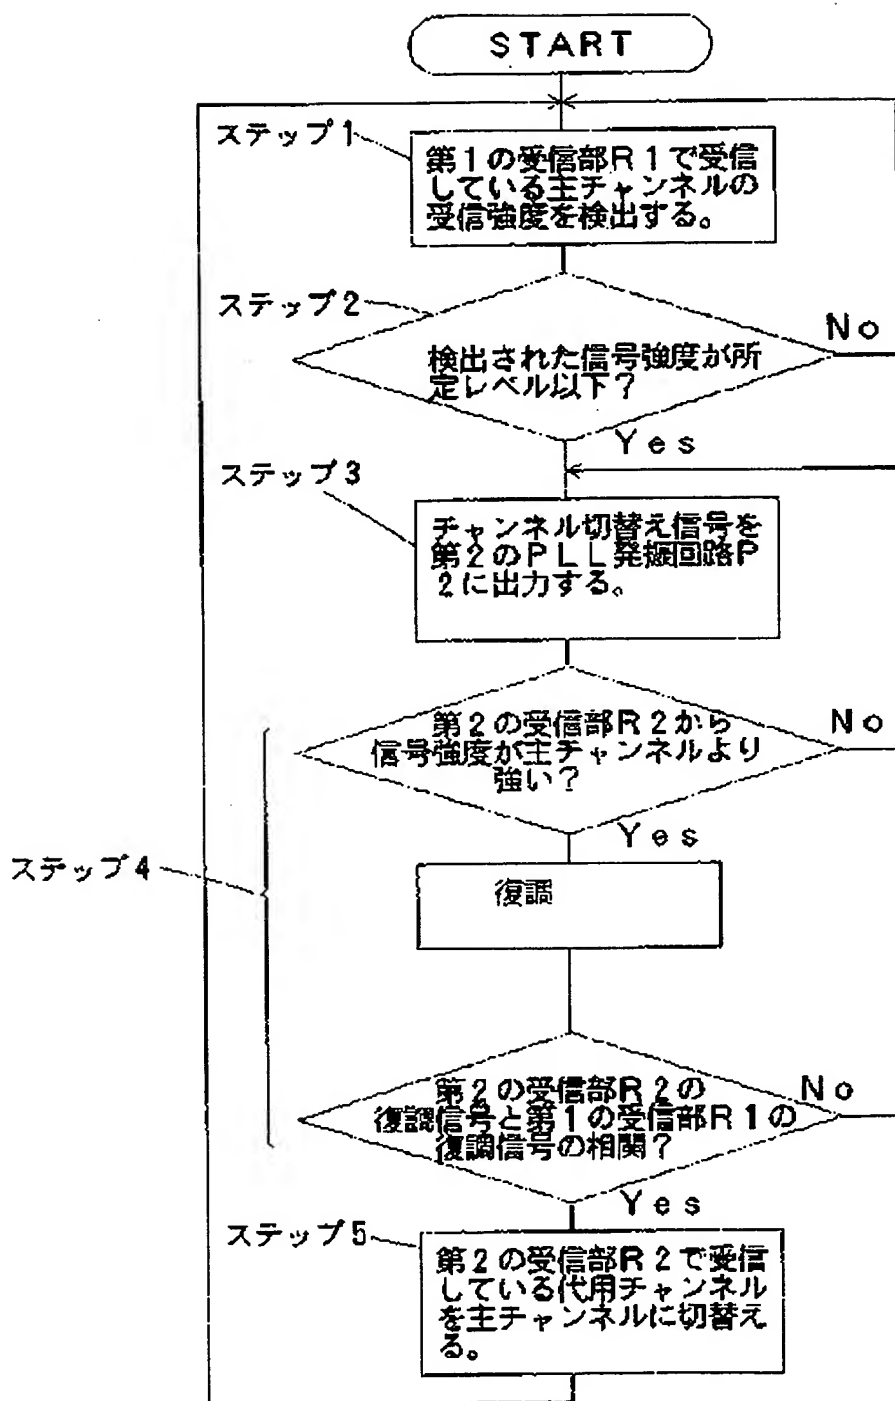 START
ステップ1
第1の受信部R1で受信
している主チャンネルの
受信強度を検出する。
ステップ2
No
検出された信号強度が所
定レベル以下？
Yes
ステップ3
チャンネル切替え信号を
第2のPLL発振回路P
2に出力する。
第2の受信部R2から
信号強度が主チャンネルより
強い？
No
Yes
ステップ4
復調
第2の受信部R2の
復調信号と第1の受信部R1の
復調信号の相関？
No
Yes
ステップ5
第2の受信部R2で受信
している代用チャンネル
を主チャンネルに切替え
る。